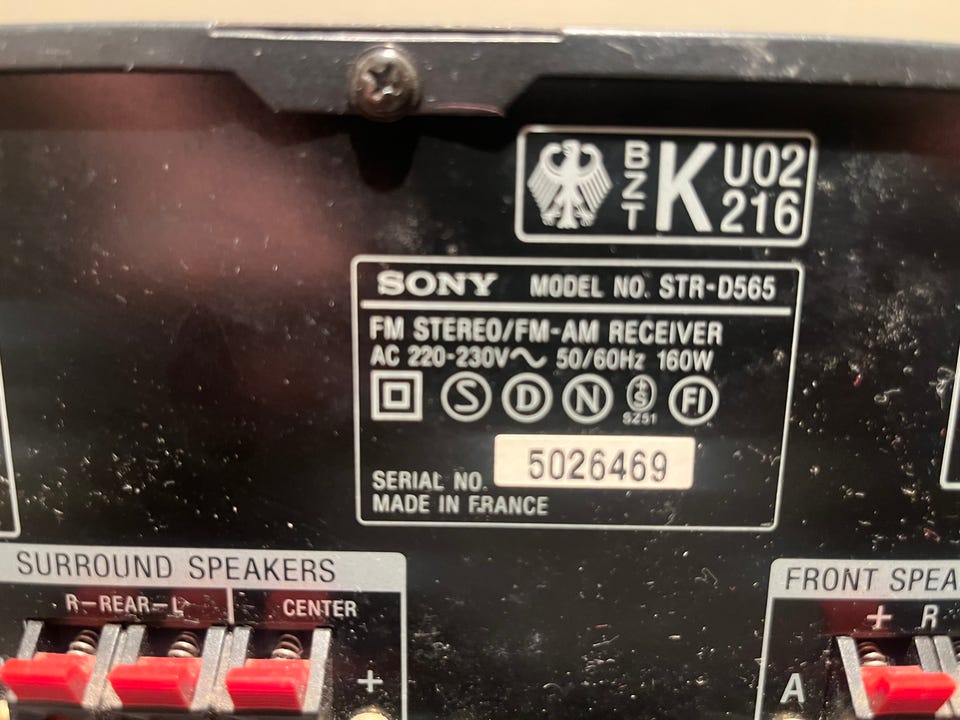 BZT K U02 216
SONY MODEL NO. STR-D565
FM STEREO/FM-AM RECEIVER
AC 220-230V～ 50/60Hz 160W
S D N S FI
SZ51
5026469
SERIAL NO.
MADE IN FRANCE
SURROUND SPEAKERS
R-REAR-L CENTER
+
FRONT SPEA
+ R
A